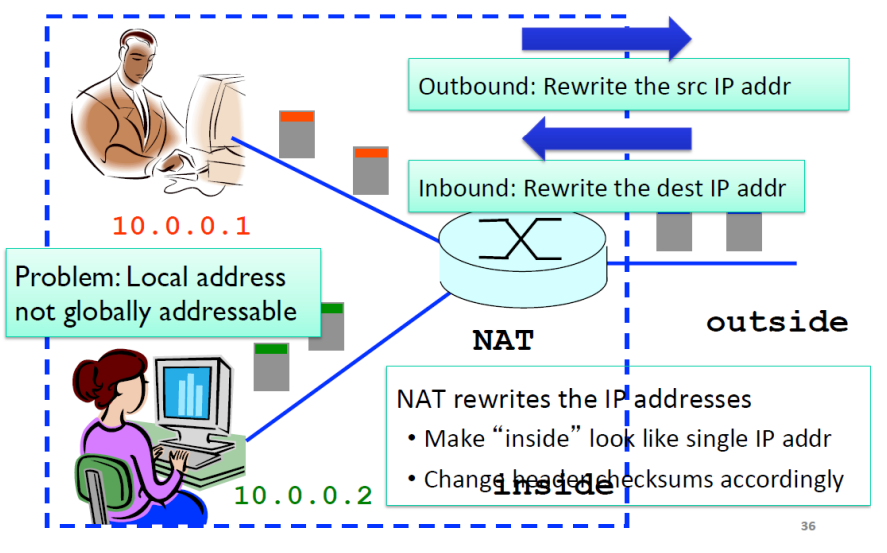 Outbound: Rewrite the src IP addr
Inbound: Rewrite the dest IP addr
10.0.0.1
Problem: Local address
not globally addressable
NAT
outside
NAT rewrites the IP addresses
• Make “inside” look like single IP addr
• Change header checksums accordingly
inside
10.0.0.2
36